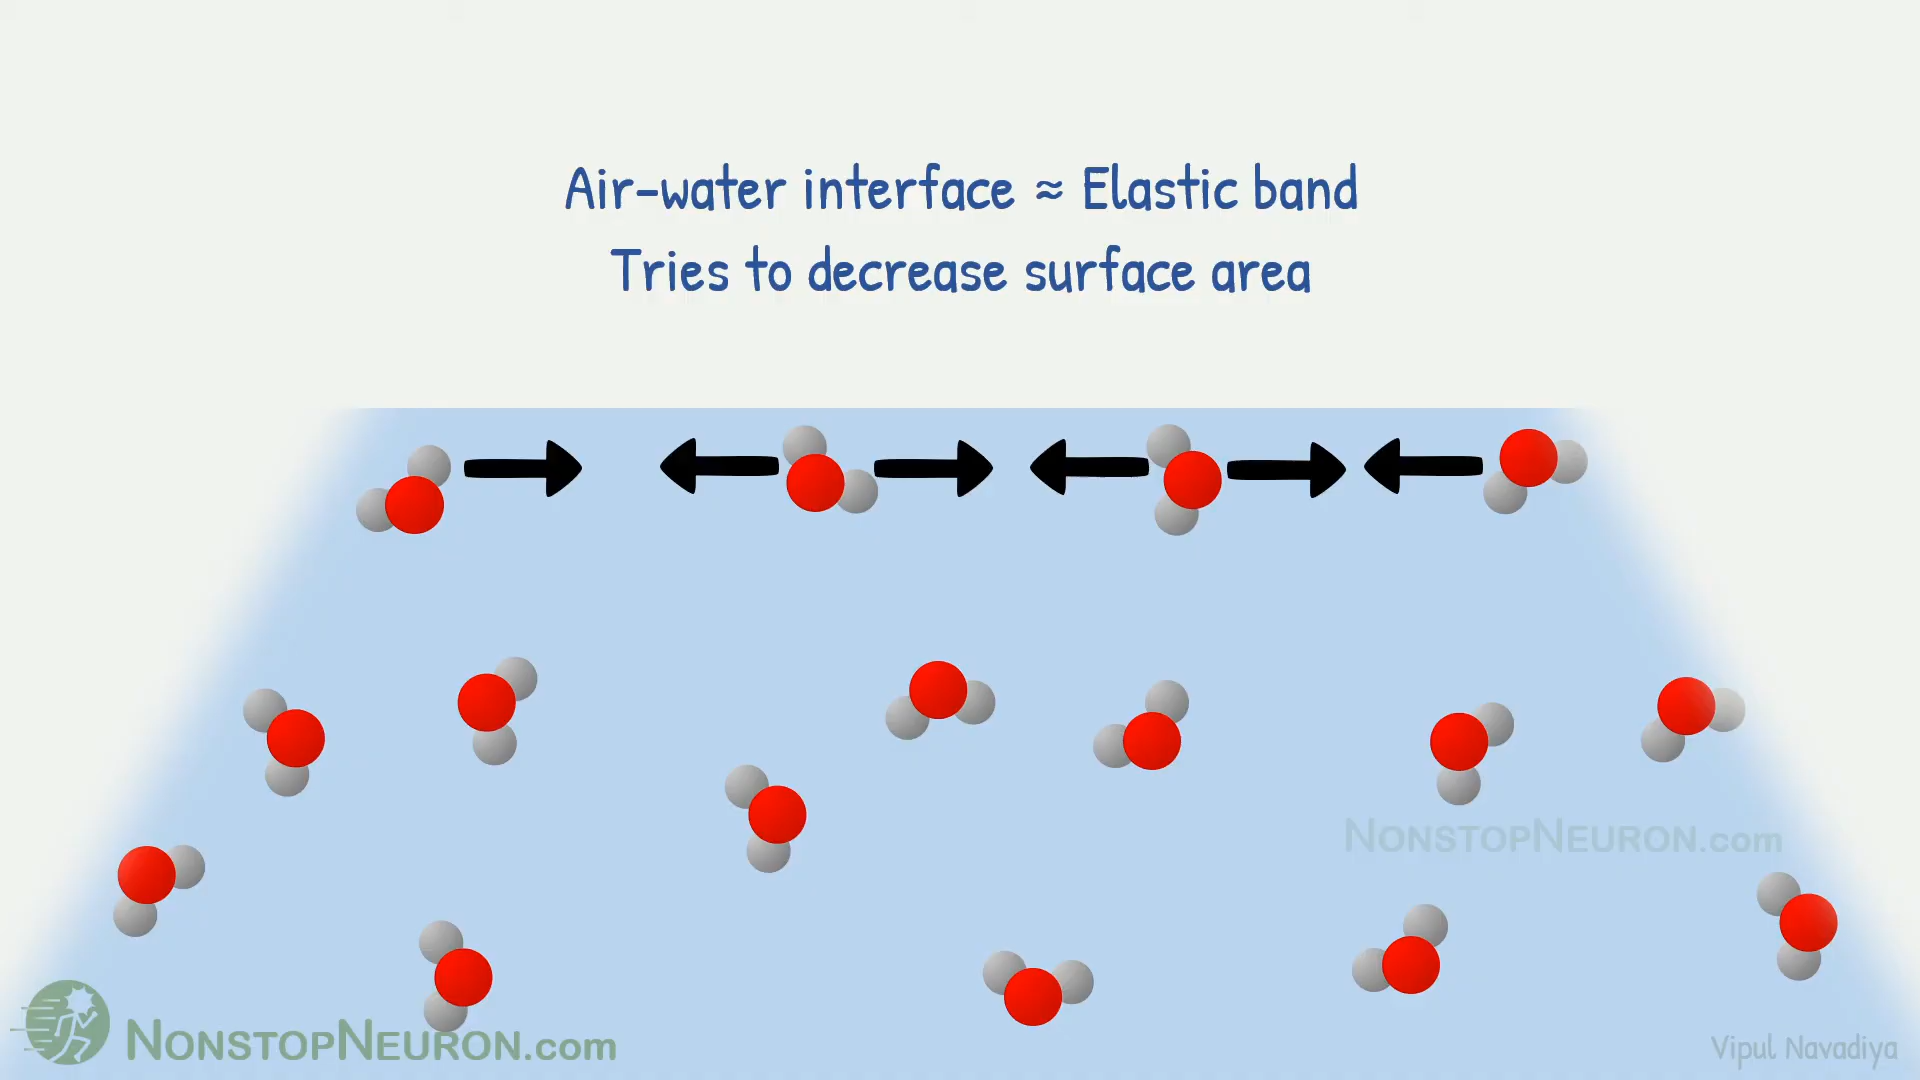 Air-water interface ≈ Elastic band
Tries to decrease surface area
NonstopNeuron.com
NonstopNeuron.com
Vipul Navadiya